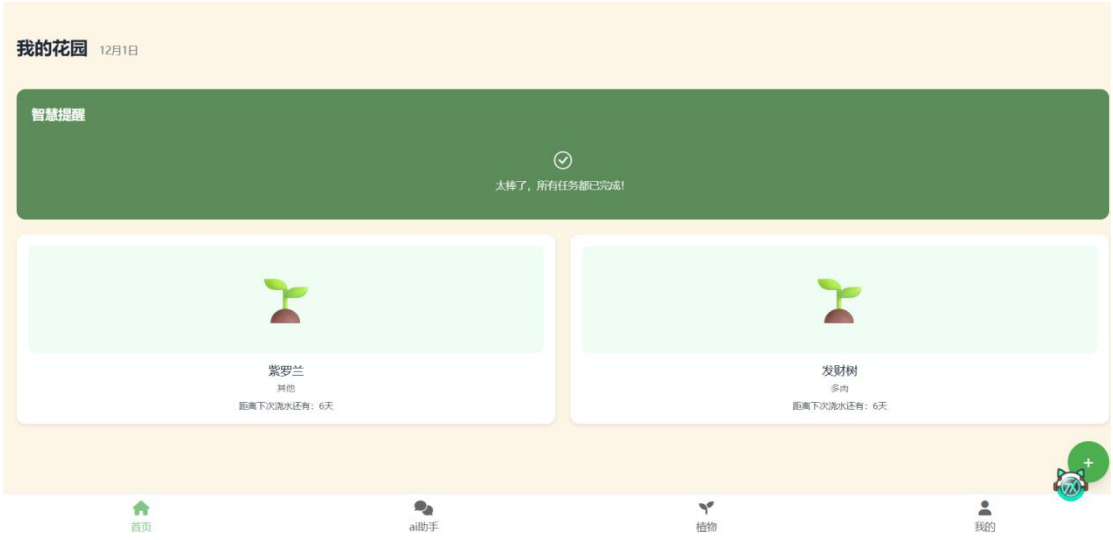 我的花园 12月1日
智慧提醒
太棒了，所有任务都已完成!
紫罗兰
其他
距离下次浇水还有：6天
发财树
多肉
距离下次浇水还有：6天
+
首页
ai助手
植物
我的